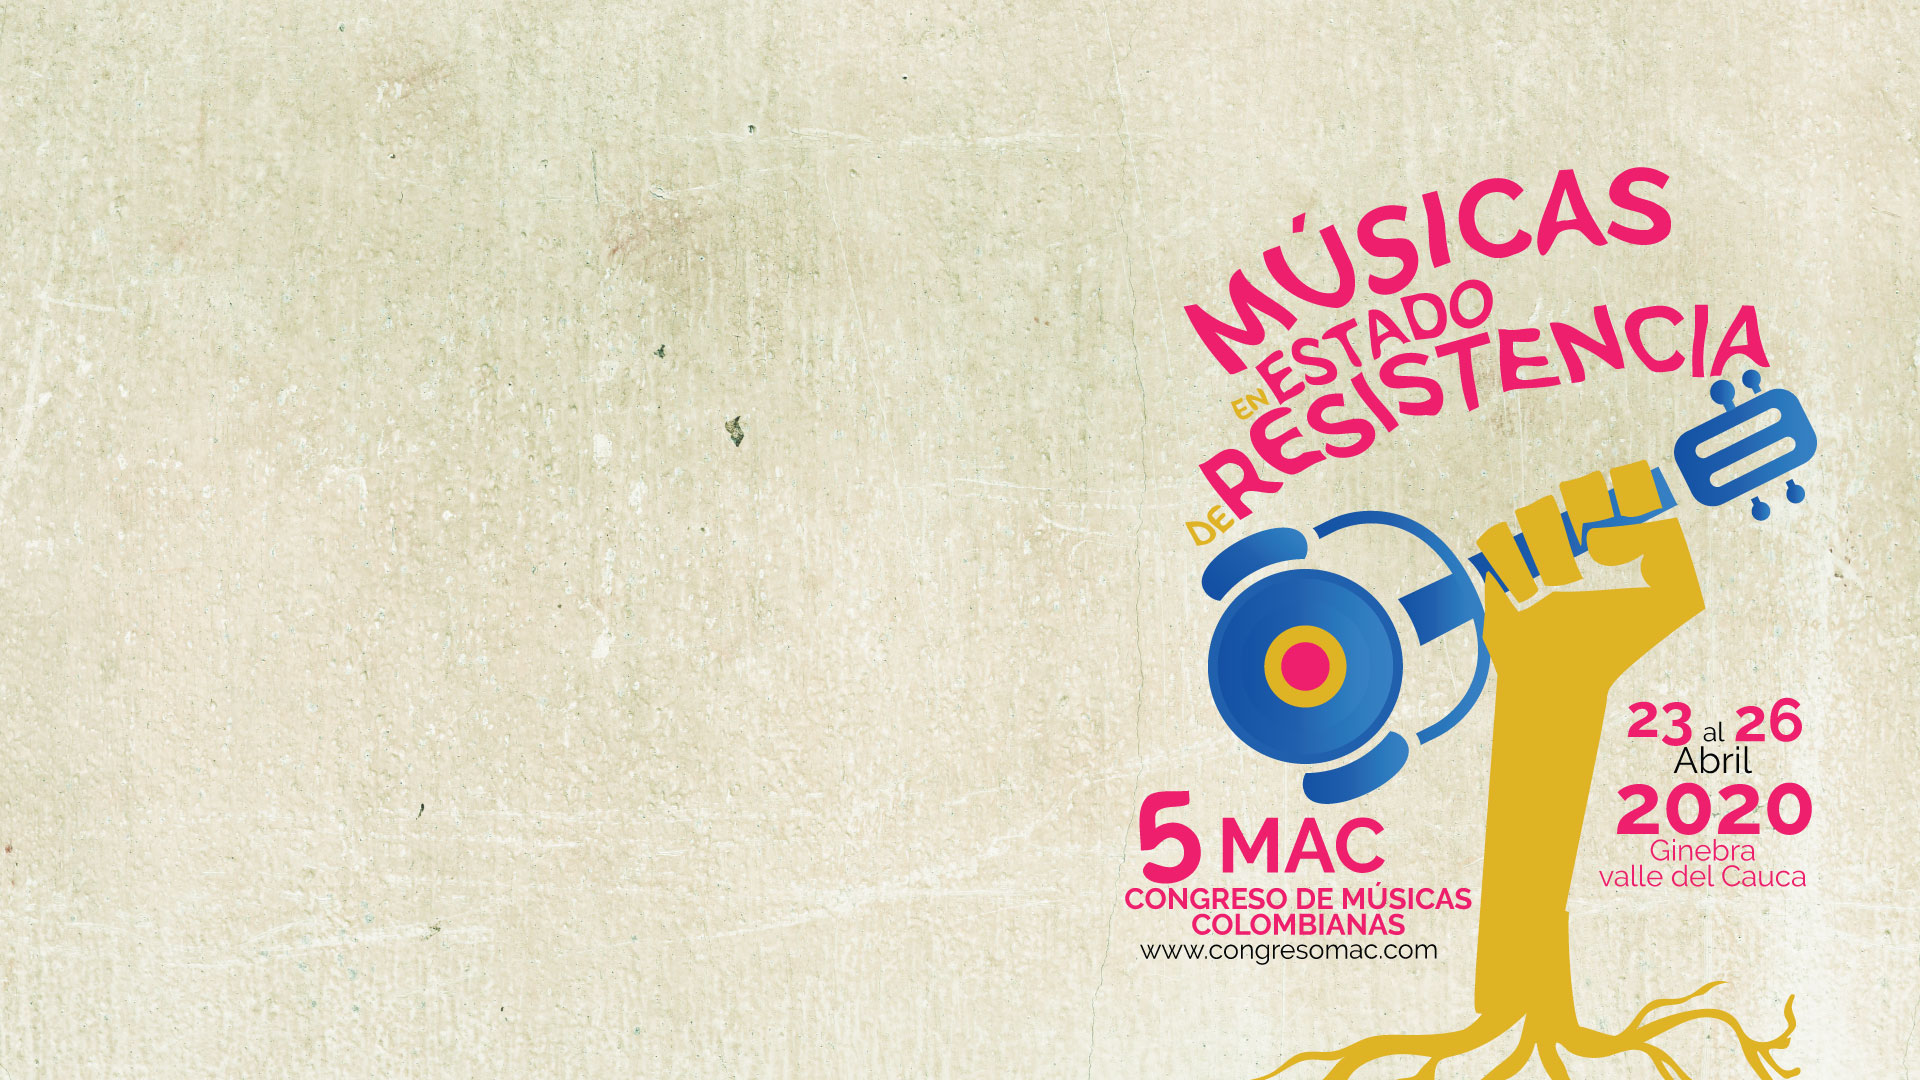 MÚSICAS
EN ESTADO
DE RESISTENCIA
23 al 26
Abril
2020
Ginebra
valle del Cauca
5 MAC
CONGRESO DE MÚSICAS
COLOMBIANAS
www.congresomac.com